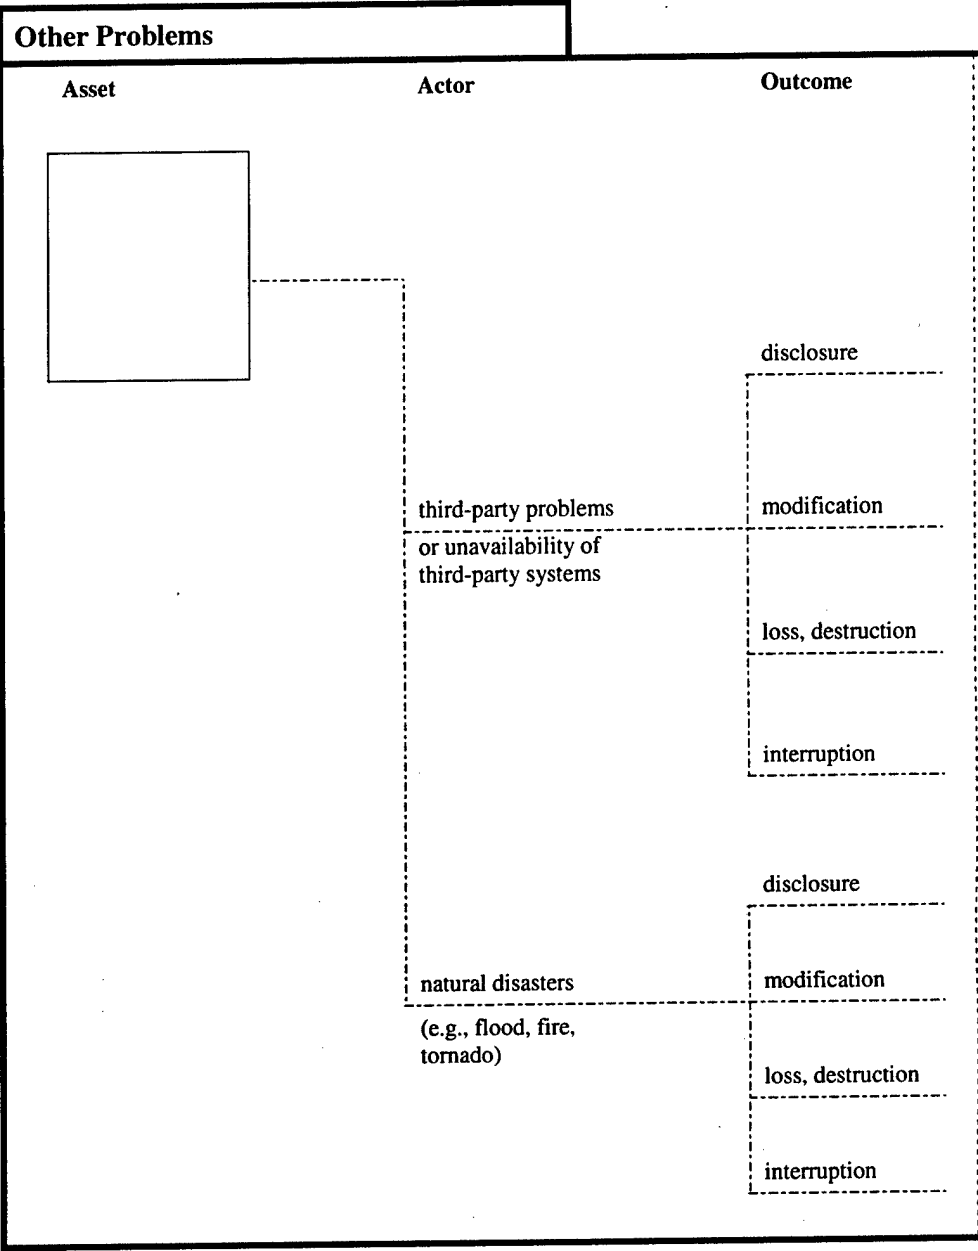 Other Problems
Asset Actor Outcome
disclosure
third-party problems modification
or unavailability of
third-party systems
loss, destruction
interruption
disclosure
natural disasters modification
(e.g., flood, fire,
tornado)
loss, destruction
interruption